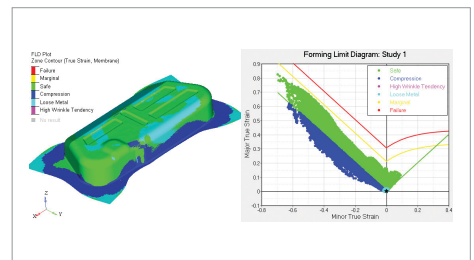 FLD Plot
Zone Contour (True Strain, Membrane)
Failure
Marginal
Safe
Compression
Loose Metal
High Wrinkle Tendency
No result
Z
X
Y
Forming Limit Diagram: Study 1
Safe
Compression
High Wrinkle Tendency
Loose Metal
Marginal
Failure
Major True Strain
0.9
0.8
0.7
0.6
0.5
0.4
0.3
0.2
0.1
0
-0.1
-0.8
-0.6
-0.4
-0.2
0
0.4
Minor True Strain